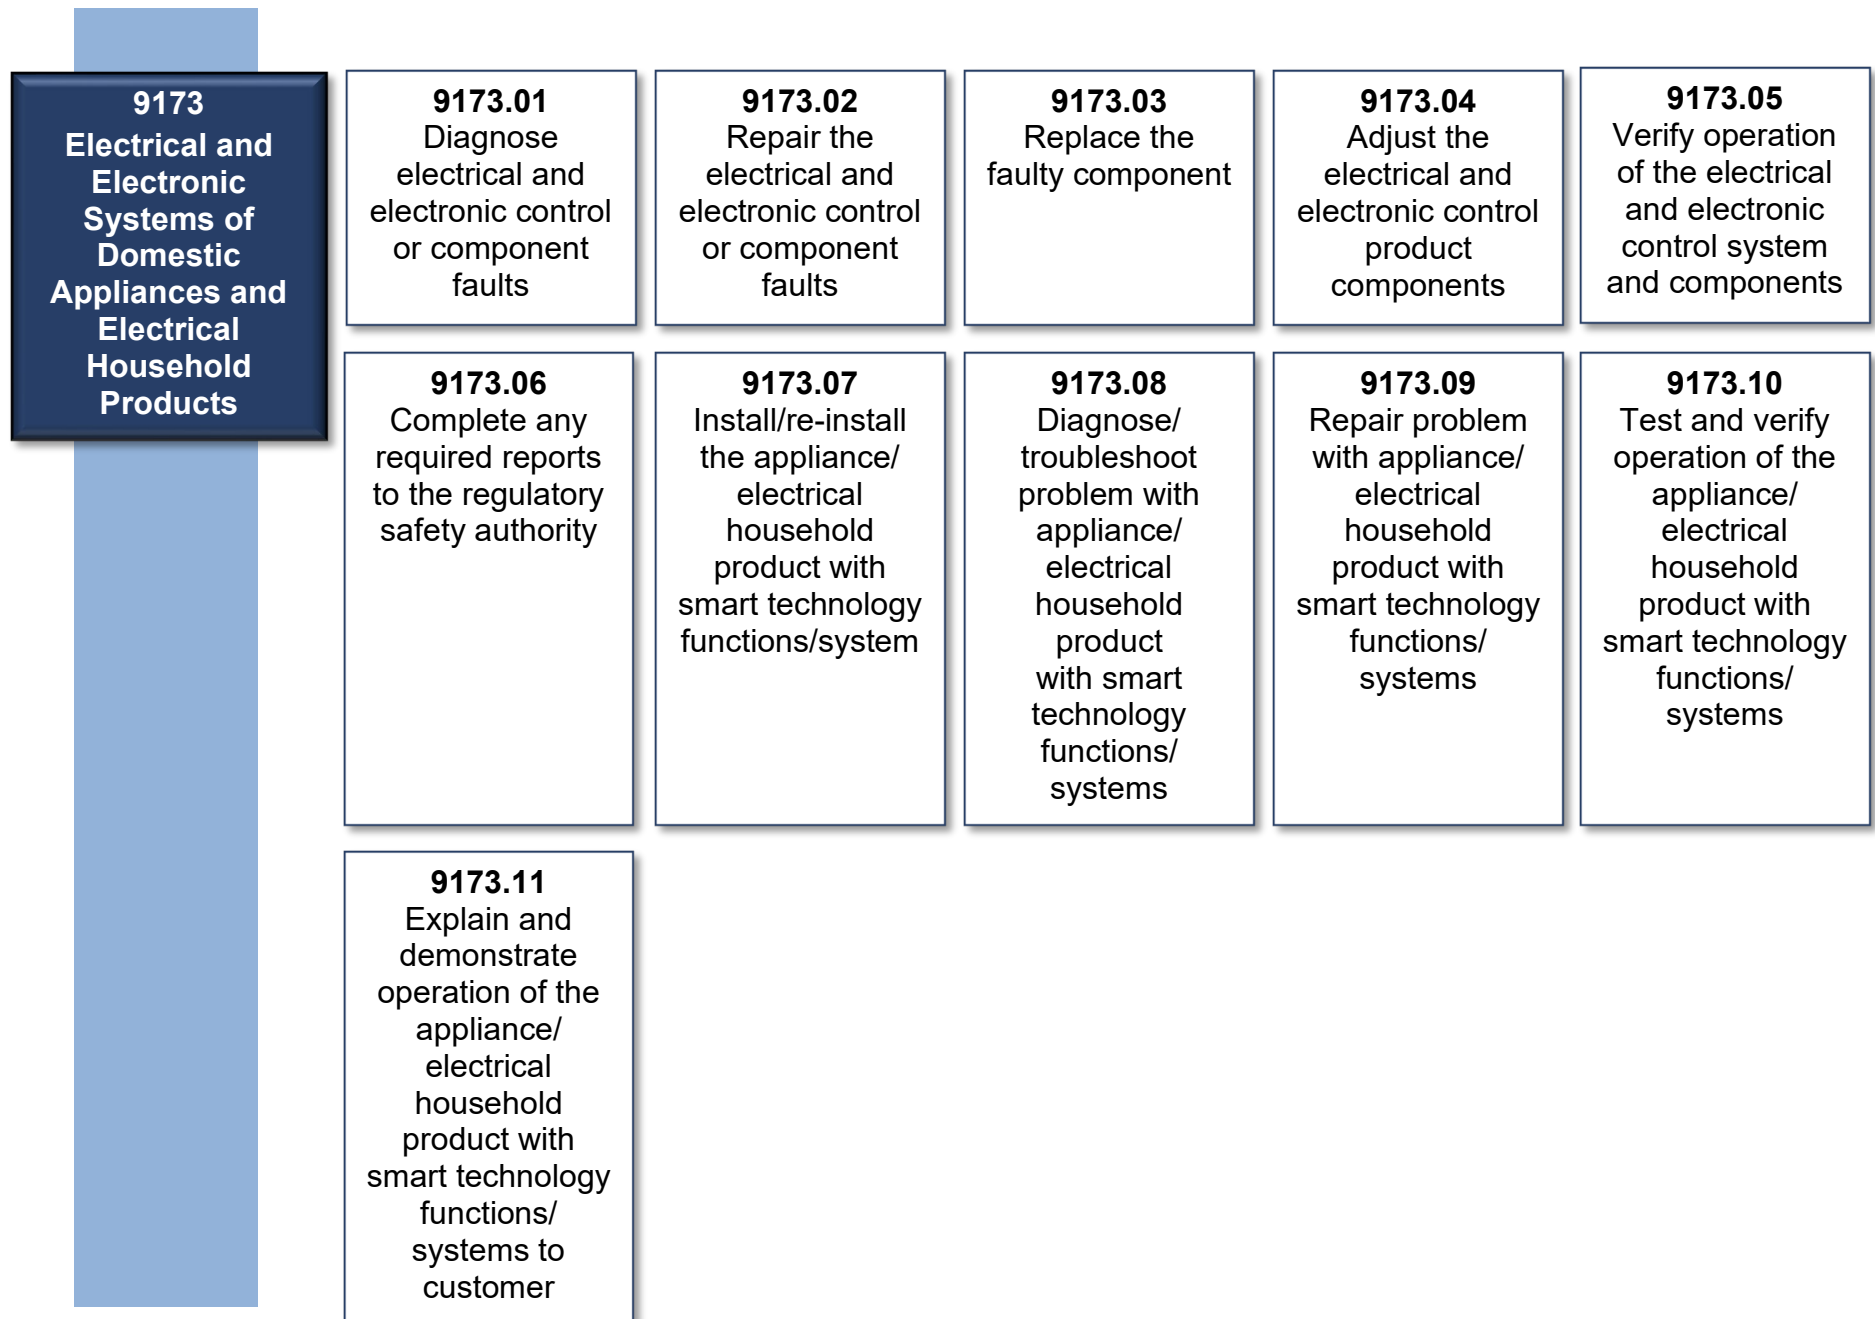 9173
Electrical and
Electronic
Systems of
Domestic
Appliances and
Electrical
Household
Products
9173.01
Diagnose
electrical and
electronic control
or component
faults
9173.02
Repair the
electrical and
electronic control
or component
faults
9173.03
Replace the
faulty component
9173.04
Adjust the
electrical and
electronic control
product
components
9173.05
Verify operation
of the electrical
and electronic
control system
and components
9173.06
Complete any
required reports
to the regulatory
safety authority
9173.07
Install/re-install
the appliance/
electrical
household
product with
smart technology
functions/system
9173.08
Diagnose/
troubleshoot
problem with
appliance/
electrical
household
product
with smart
technology
functions/
systems
9173.09
Repair problem
with appliance/
electrical
household
product with
smart technology
functions/
systems
9173.10
Test and verify
operation of the
appliance/
electrical
household
product with
smart technology
functions/
systems
9173.11
Explain and
demonstrate
operation of the
appliance/
electrical
household
product with
smart technology
functions/
systems to
customer